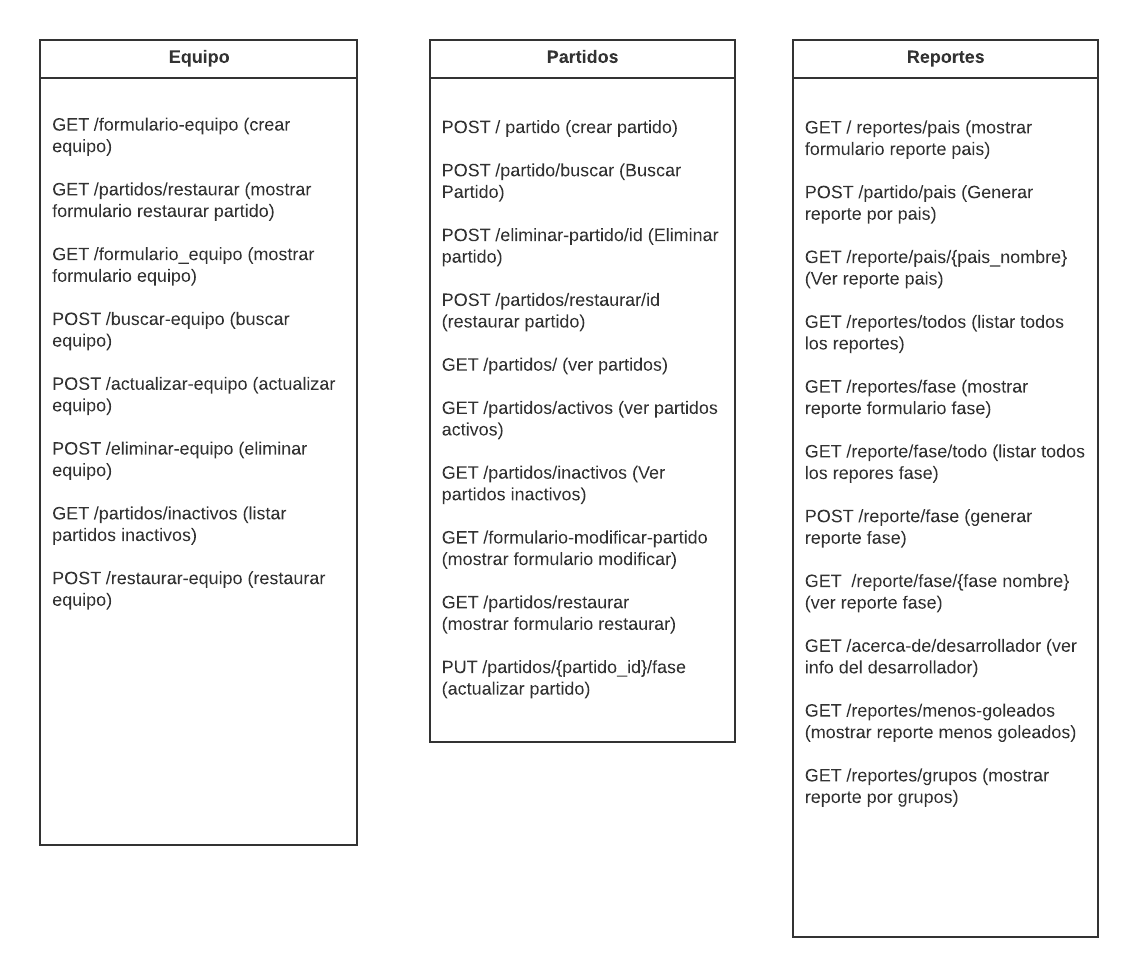 Equipo
GET /formulario-equipo (crear
equipo)
GET /partidos/restaurar (mostrar
formulario restaurar partido)
GET /formulario_equipo (mostrar
formulario equipo)
POST /buscar-equipo (buscar
equipo)
POST /actualizar-equipo (actualizar
equipo)
POST /eliminar-equipo (eliminar
equipo)
GET /partidos/inactivos (listar
partidos inactivos)
POST /restaurar-equipo (restaurar
equipo)
Partidos
POST / partido (crear partido)
POST /partido/buscar (Buscar
Partido)
POST /eliminar-partido/id (Eliminar
partido)
POST /partidos/restaurar/id
(restaurar partido)
GET /partidos/ (ver partidos)
GET /partidos/activos (ver partidos
activos)
GET /partidos/inactivos (Ver
partidos inactivos)
GET /formulario-modificar-partido
(mostrar formulario modificar)
GET /partidos/restaurar
(mostrar formulario restaurar)
PUT /partidos/{partido_id}/fase
(actualizar partido)
Reportes
GET / reportes/pais (mostrar
formulario reporte pais)
POST /partido/pais (Generar
reporte por pais)
GET /reporte/pais/{pais_nombre}
(Ver reporte pais)
GET /reportes/todos (listar todos
los reportes)
GET /reportes/fase (mostrar
reporte formulario fase)
GET /reporte/fase/todo (listar todos
los repores fase)
POST /reporte/fase (generar
reporte fase)
GET  /reporte/fase/{fase nombre}
(ver reporte fase)
GET /acerca-de/desarrollador (ver
info del desarrollador)
GET /reportes/menos-goleados
(mostrar reporte menos goleados)
GET /reportes/grupos (mostrar
reporte por grupos)